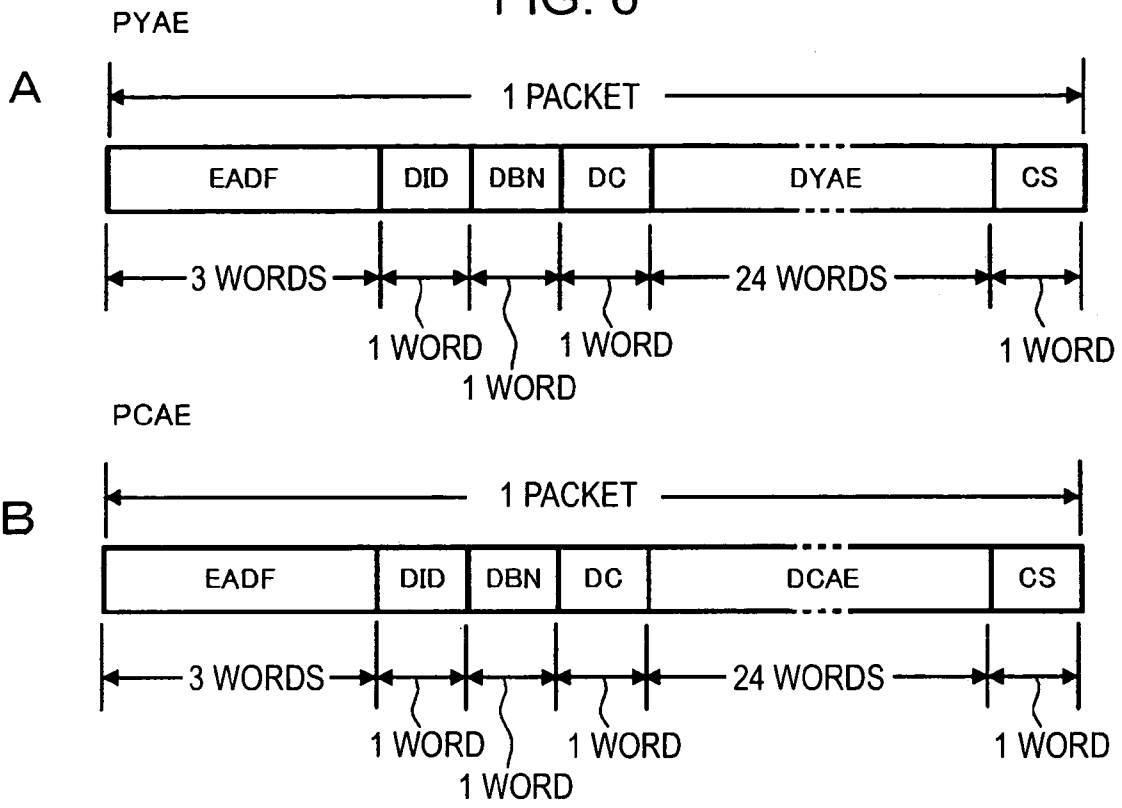 FIG. 6
PYAE
A
1 PACKET
EADF DID DBN DC DYAE CS
3 WORDS 24 WORDS
1 WORD 1 WORD 1 WORD
1 WORD
PCAE
B
1 PACKET
EADF DID DBN DC DCAE CS
3 WORDS 24 WORDS
1 WORD 1 WORD 1 WORD
1 WORD